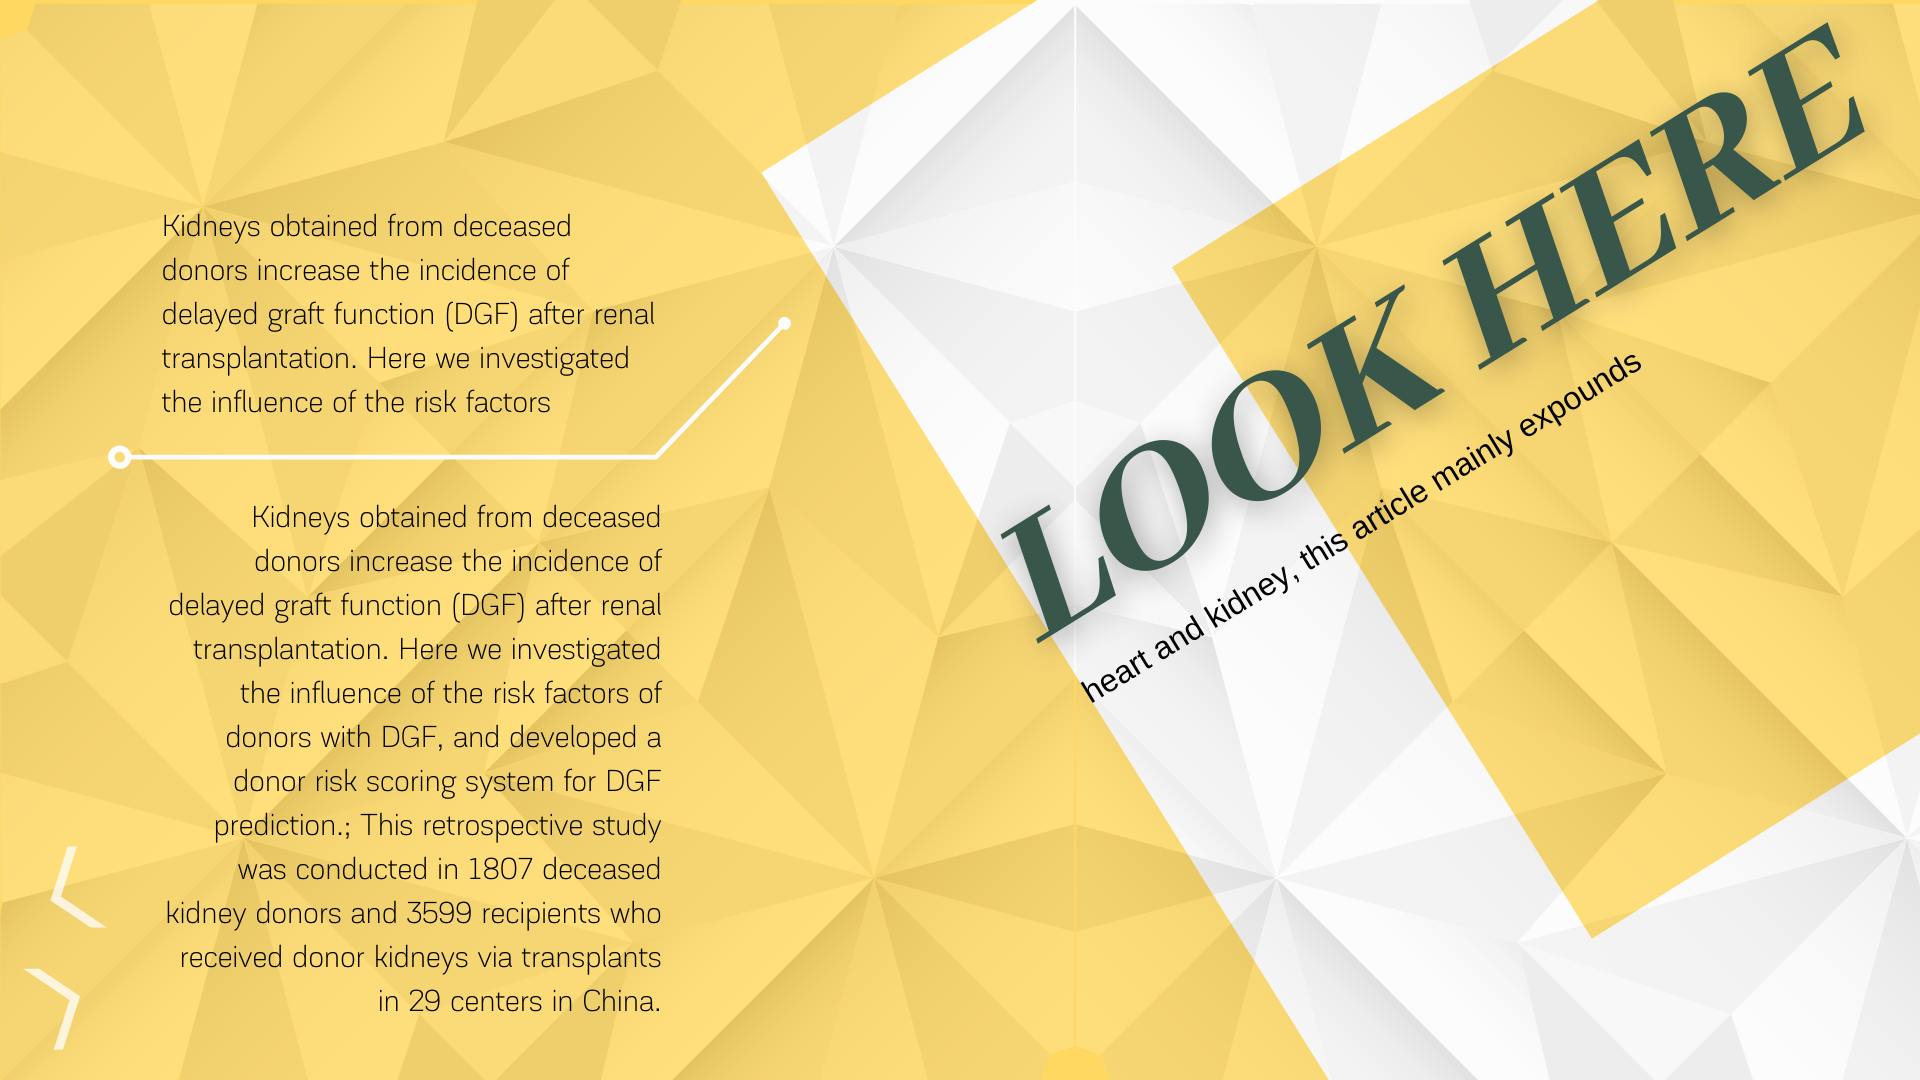 Kidneys obtained from deceased
donors increase the incidence of
delayed graft function (DGF) after renal
transplantation. Here we investigated
the influence of the risk factors
Kidneys obtained from deceased
donors increase the incidence of
delayed graft function (DGF) after renal
transplantation. Here we investigated
the influence of the risk factors of
donors with DGF, and developed a
donor risk scoring system for DGF
prediction.; This retrospective study
was conducted in 1807 deceased
kidney donors and 3599 recipients who
received donor kidneys via transplants
in 29 centers in China.
LOOK HERE
heart and kidney, this article mainly expounds